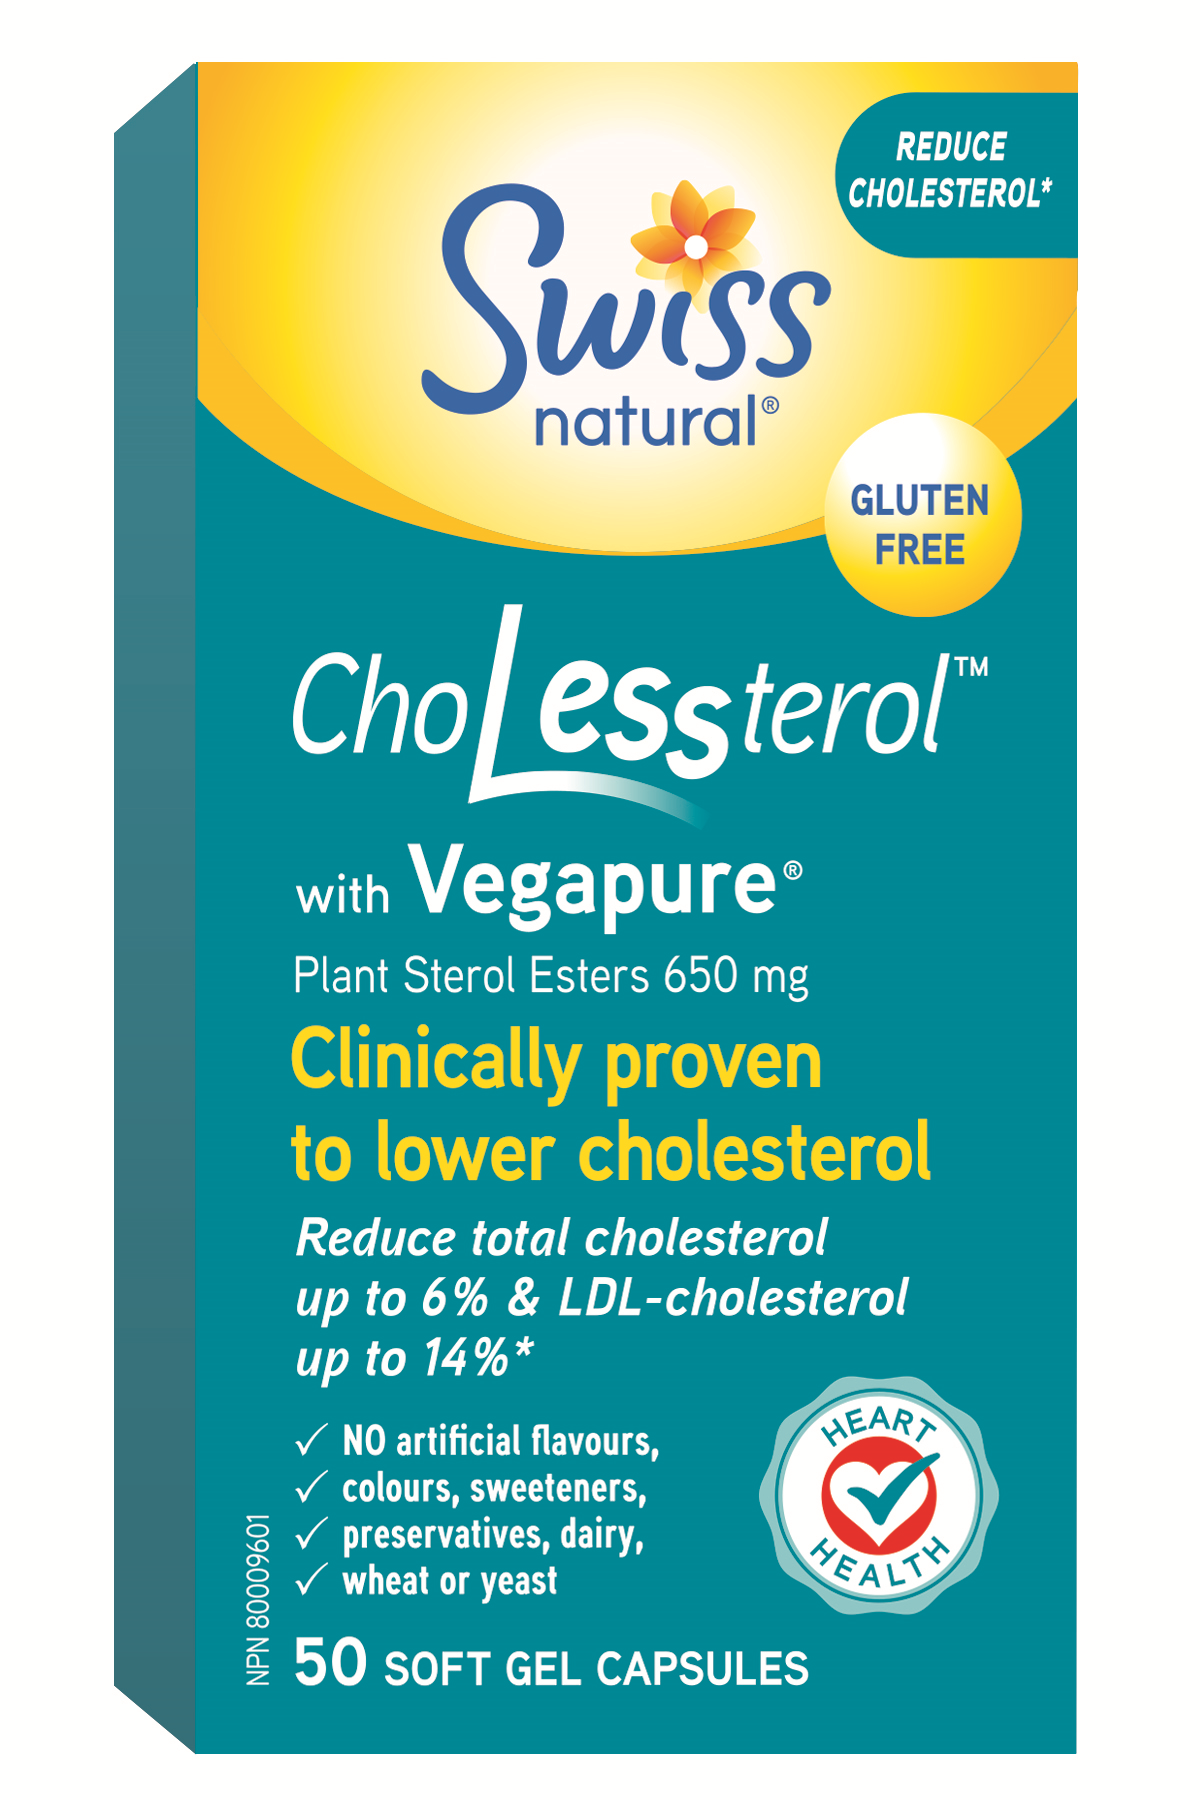 REDUCE
CHOLESTEROL*
Swiss
natural®
GLUTEN
FREE
ChoLessterol™
with Vegapure®
Plant Sterol Esters 650 mg
Clinically proven
to lower cholesterol
Reduce total cholesterol
up to 6% & LDL-cholesterol
up to 14%*
✓ NO artificial flavours,
✓ colours, sweeteners,
✓ preservatives, dairy,
✓ wheat or yeast
HEART
HEALTH
NPN 80009601
50 SOFT GEL CAPSULES